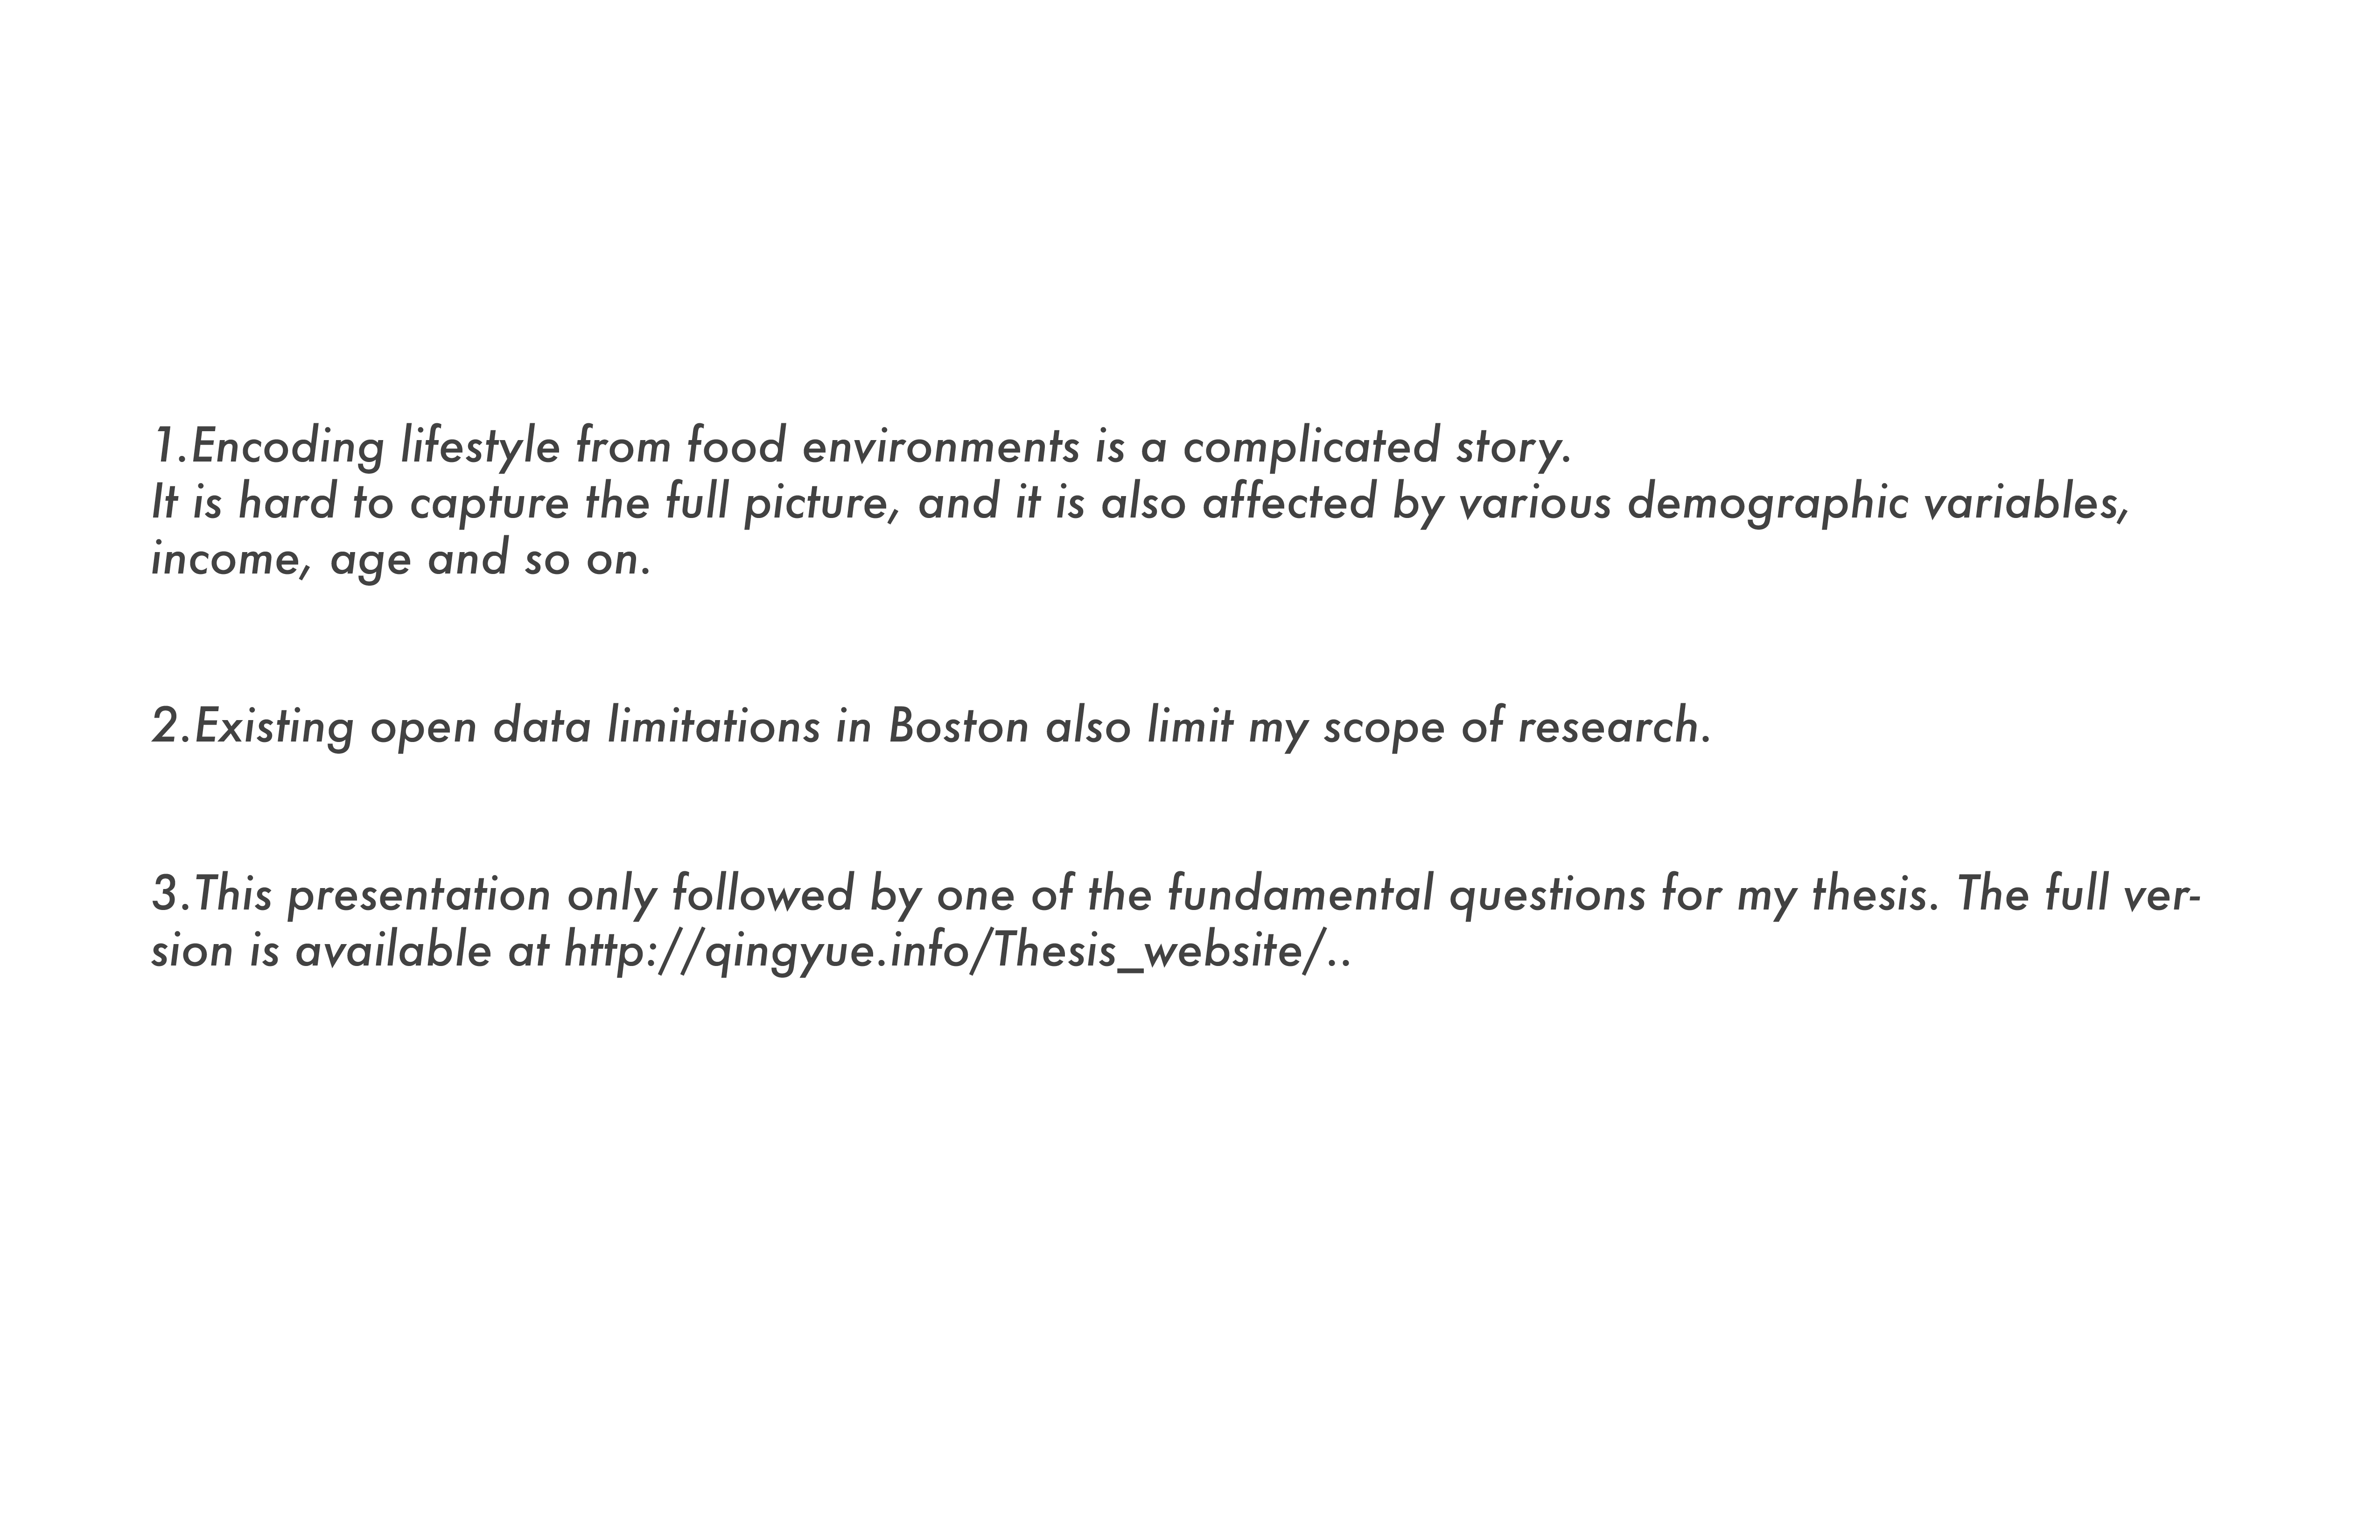 1.Encoding lifestyle from food environments is a complicated story.
It is hard to capture the full picture, and it is also affected by various demographic variables,
income, age and so on.
2.Existing open data limitations in Boston also limit my scope of research.
3.This presentation only followed by one of the fundamental questions for my thesis. The full ver-
sion is available at http://qingyue.info/Thesis_website/..